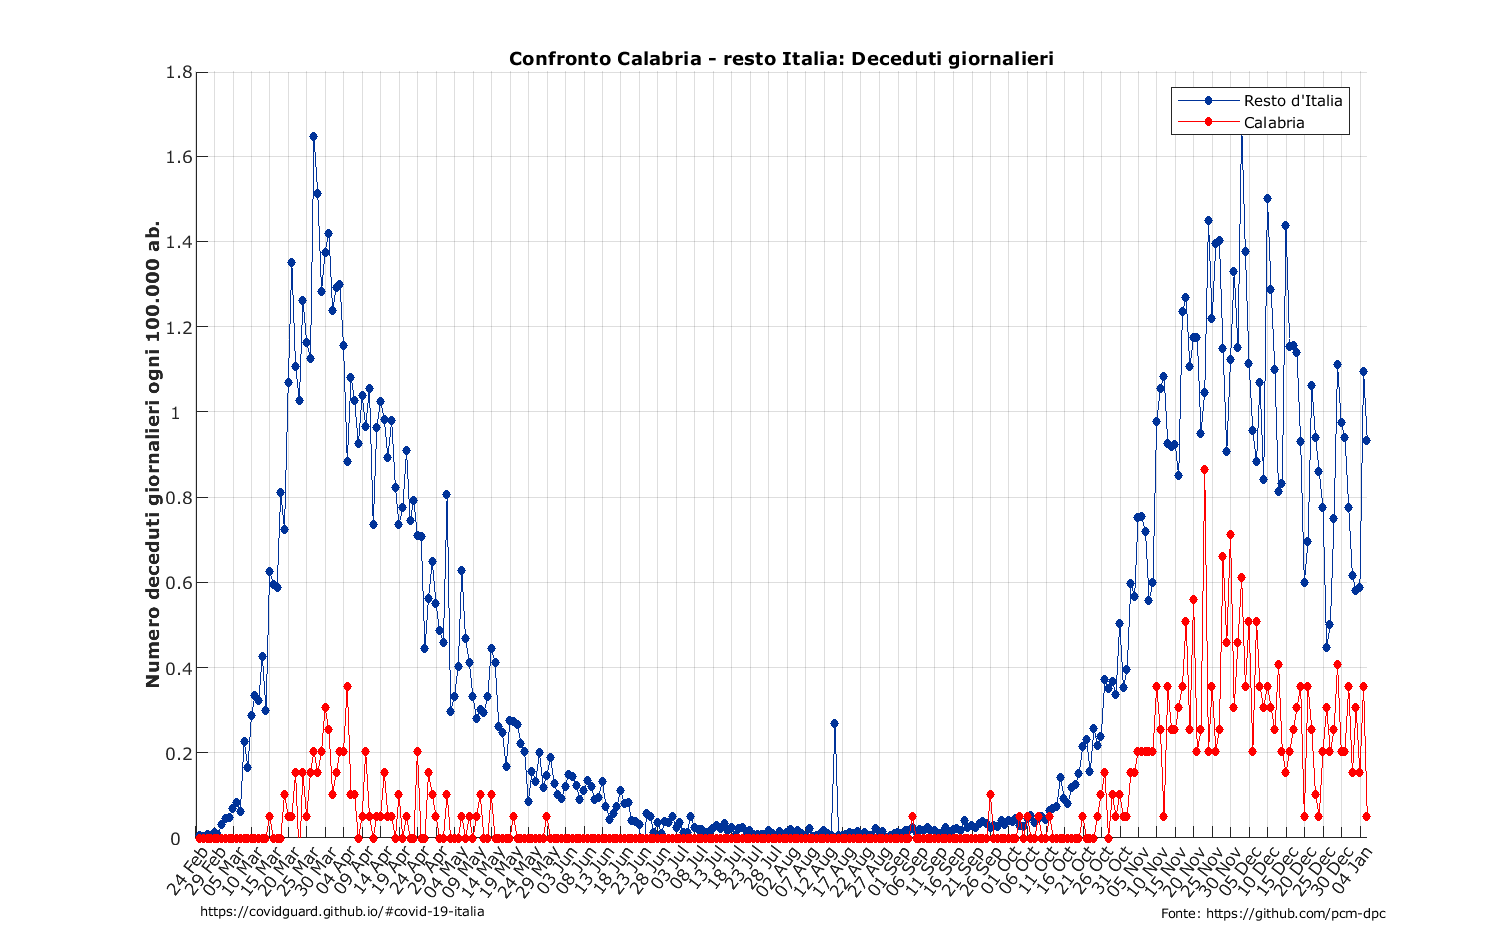 Confronto Calabria - resto Italia: Deceduti giornalieri
Resto d'Italia
Calabria
Numero deceduti giornalieri ogni 100.000 ab.
1.8
1.6
1.4
1.2
1
0.8
0.6
0.4
0.2
0
24 Feb
29 Feb
05 Mar
10 Mar
15 Mar
20 Mar
25 Mar
30 Mar
04 Apr
09 Apr
14 Apr
19 Apr
24 Apr
29 Apr
04 May
09 May
14 May
19 May
24 May
29 May
03 Jun
08 Jun
13 Jun
18 Jun
23 Jun
28 Jun
03 Jul
08 Jul
13 Jul
18 Jul
23 Jul
28 Jul
02 Aug
07 Aug
12 Aug
17 Aug
22 Aug
27 Aug
01 Sep
06 Sep
11 Sep
16 Sep
21 Sep
26 Sep
01 Oct
06 Oct
11 Oct
16 Oct
21 Oct
26 Oct
31 Oct
05 Nov
10 Nov
15 Nov
20 Nov
25 Nov
30 Nov
05 Dec
10 Dec
15 Dec
20 Dec
25 Dec
30 Dec
04 Jan
https://covidguard.github.io/#covid-19-italia
Fonte: https://github.com/pcm-dpc